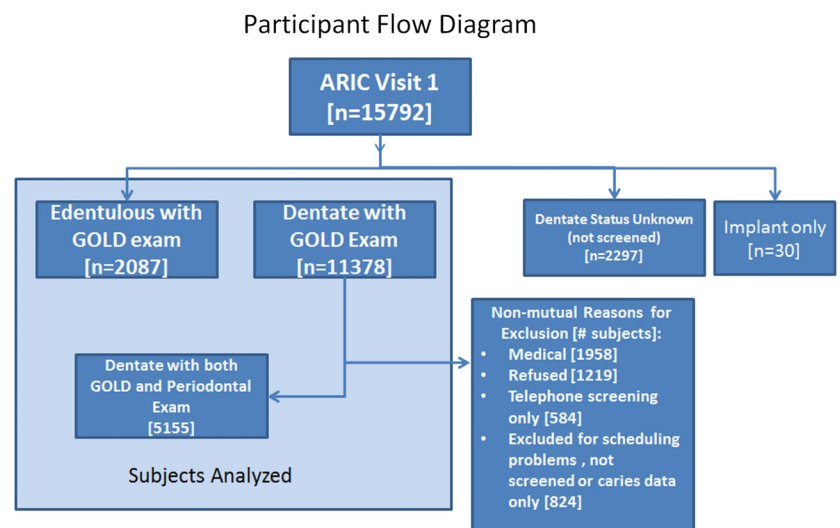 Participant Flow Diagram
ARIC Visit 1
[n=15792]
Edentulous with
GOLD exam
[n=2087]
Dentate with
GOLD Exam
[n=11378]
Dentate Status Unknown
(not screened)
[n=2297]
Implant only
[n=30]
Dentate with both
GOLD and Periodontal
Exam
[5155]
Non-mutual Reasons for
Exclusion [# subjects]:
• Medical [1958]
• Refused [1219]
• Telephone screening
only [584]
• Excluded for scheduling
problems , not
screened or caries data
only [824]
Subjects Analyzed